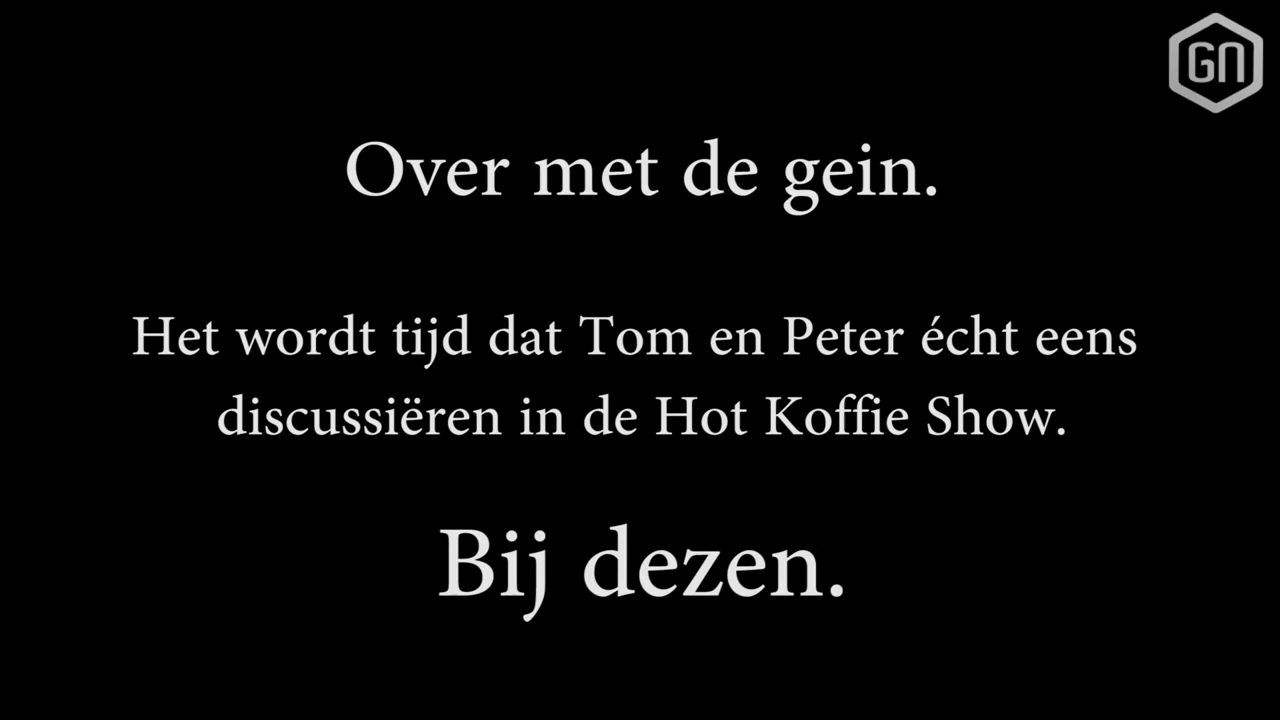 GN
Over met de gein.
Het wordt tijd dat Tom en Peter écht eens
discussiëren in de Hot Koffie Show.
Bij dezen.